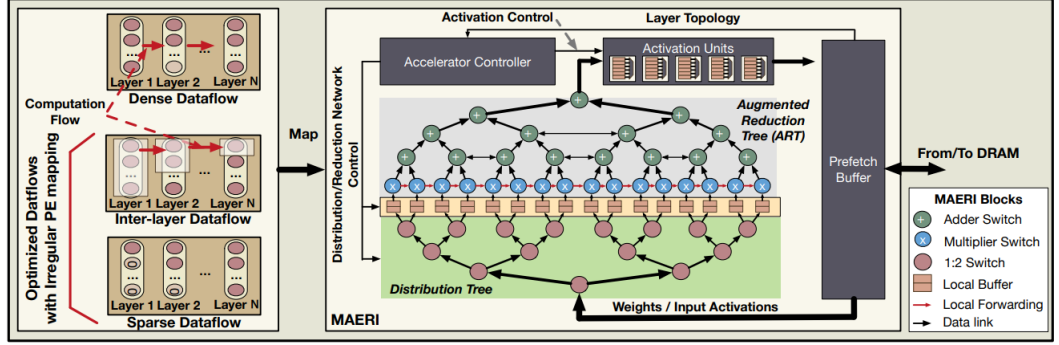 Optimized Datflows
with Irregular PE mapping
Computation
Flow
...
Layer 1 Layer 2 Layer N
Dense Dataflow
...
Layer 1 Layer 2 Layer N
Inter-layer Dataflow
...
Layer 1 Layer 2 Layer N
Sparse Dataflow
Map
Activation Control
Layer Topology
Accelerator Controller
Activation Units
Distribution/Reduction Network
Control
Augmented
Reduction
Tree (ART)
+
+ +
+ + + +
+ + + + + + + +
X X X X X X X X X X X X X X X X
Distribution Tree
Weights / Input Activations
MAERI
Prefetch
Buffer
From/To DRAM
MAERI Blocks
+ Adder Switch
X Multiplier Switch
1:2 Switch
Local Buffer
Local Forwarding
Data link